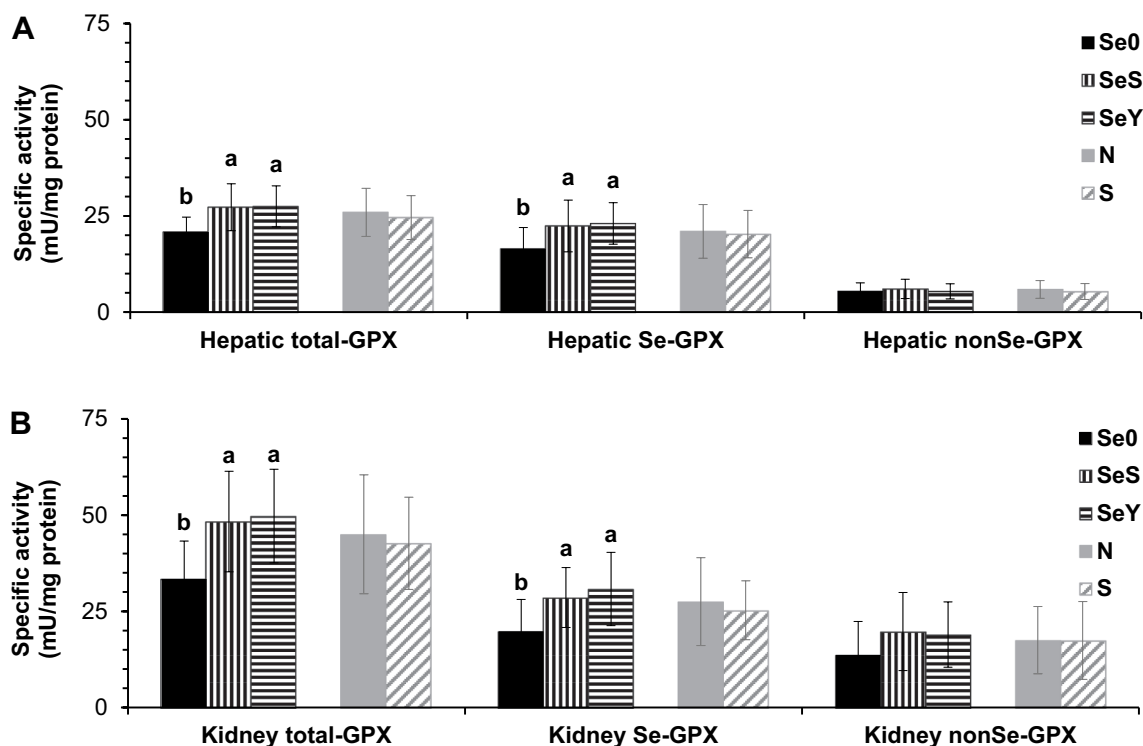 A
Specific activity
(mU/mg protein)
75
50
25
0
b
a
a
b
a
a
Se0
SeS
SeY
N
S
Hepatic total-GPX
Hepatic Se-GPX
Hepatic nonSe-GPX
B
Specific activity
(mU/mg protein)
75
50
25
0
b
a
a
b
a
a
Se0
SeS
SeY
N
S
Kidney total-GPX
Kidney Se-GPX
Kidney nonSe-GPX